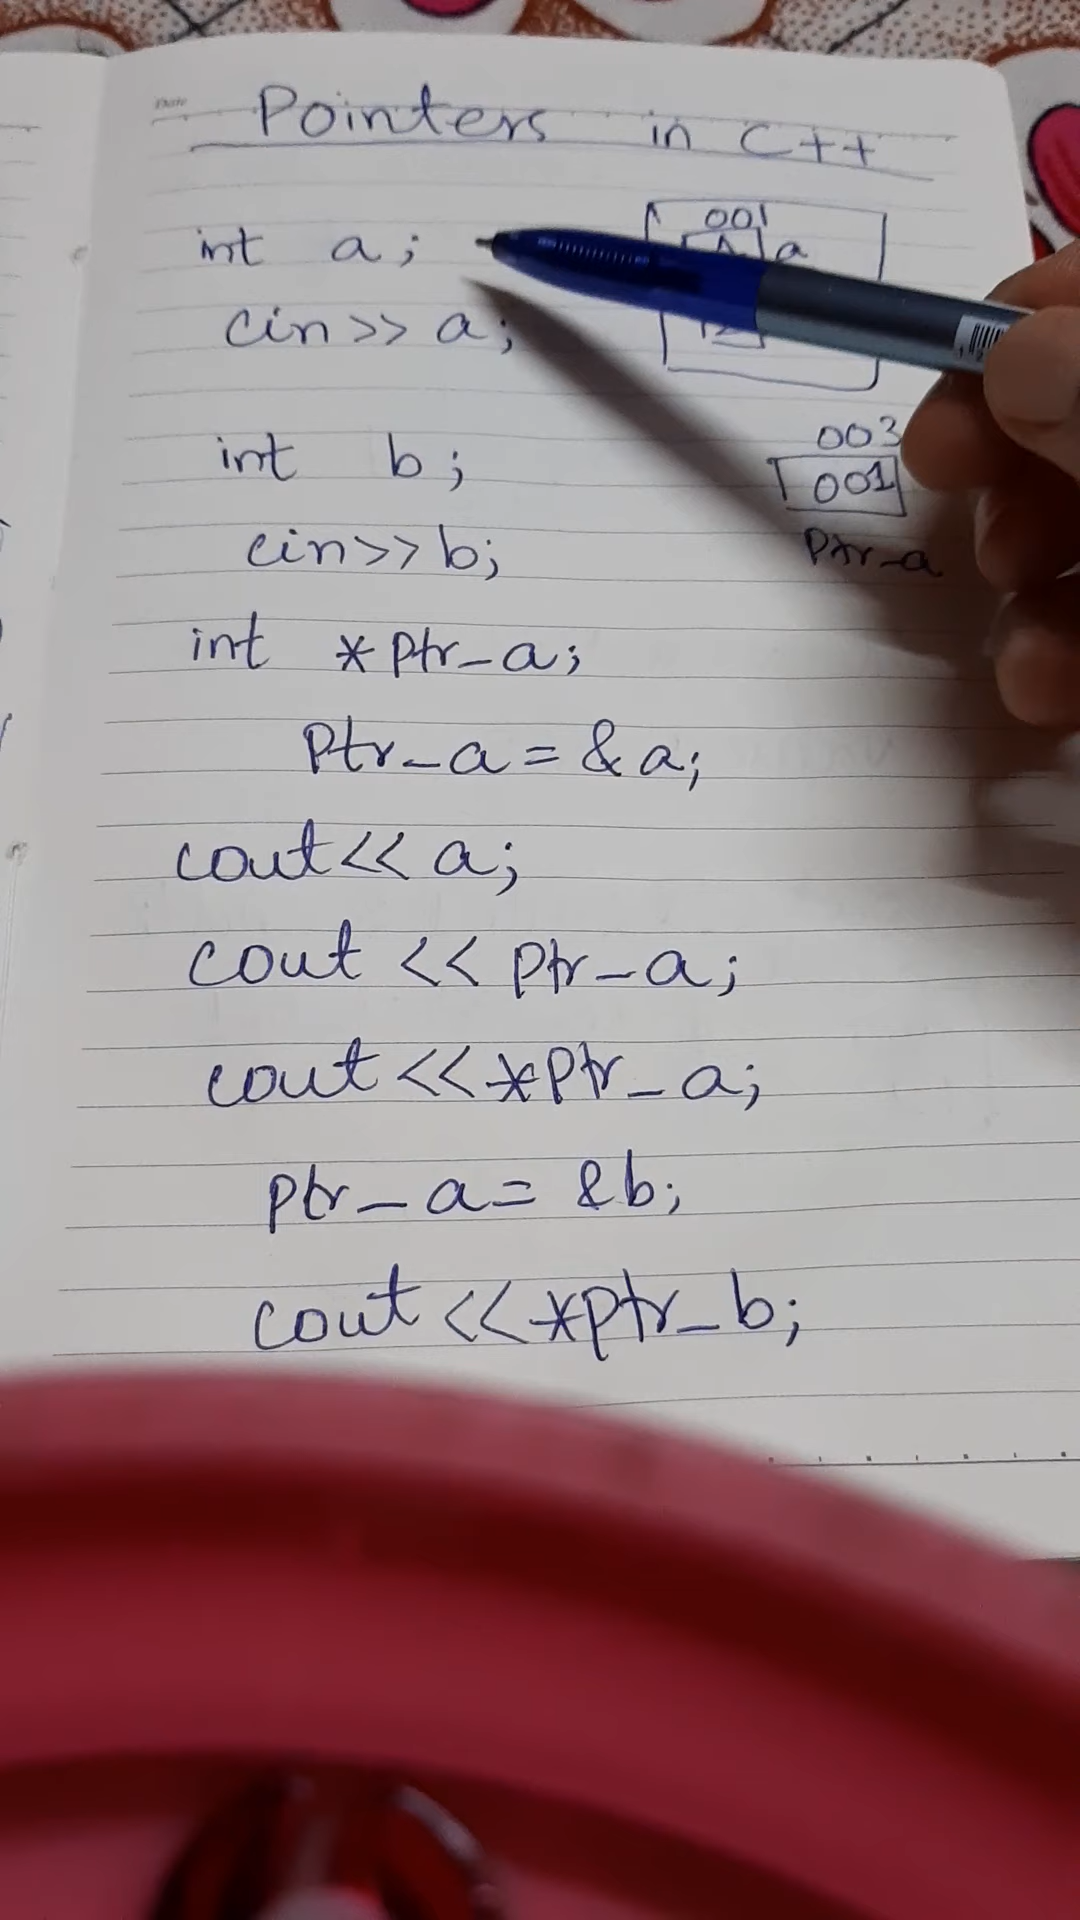 Date
Pointers in C++
int a;
001
a
cin>> a;
int b;
003
001
ptr_a
cin>>b;
int *ptr_a;
ptr_a = &a;
cout<< a;
cout << ptr_a;
cout <<*ptr_a;
ptr_a = &b;
cout <<*ptr_b;